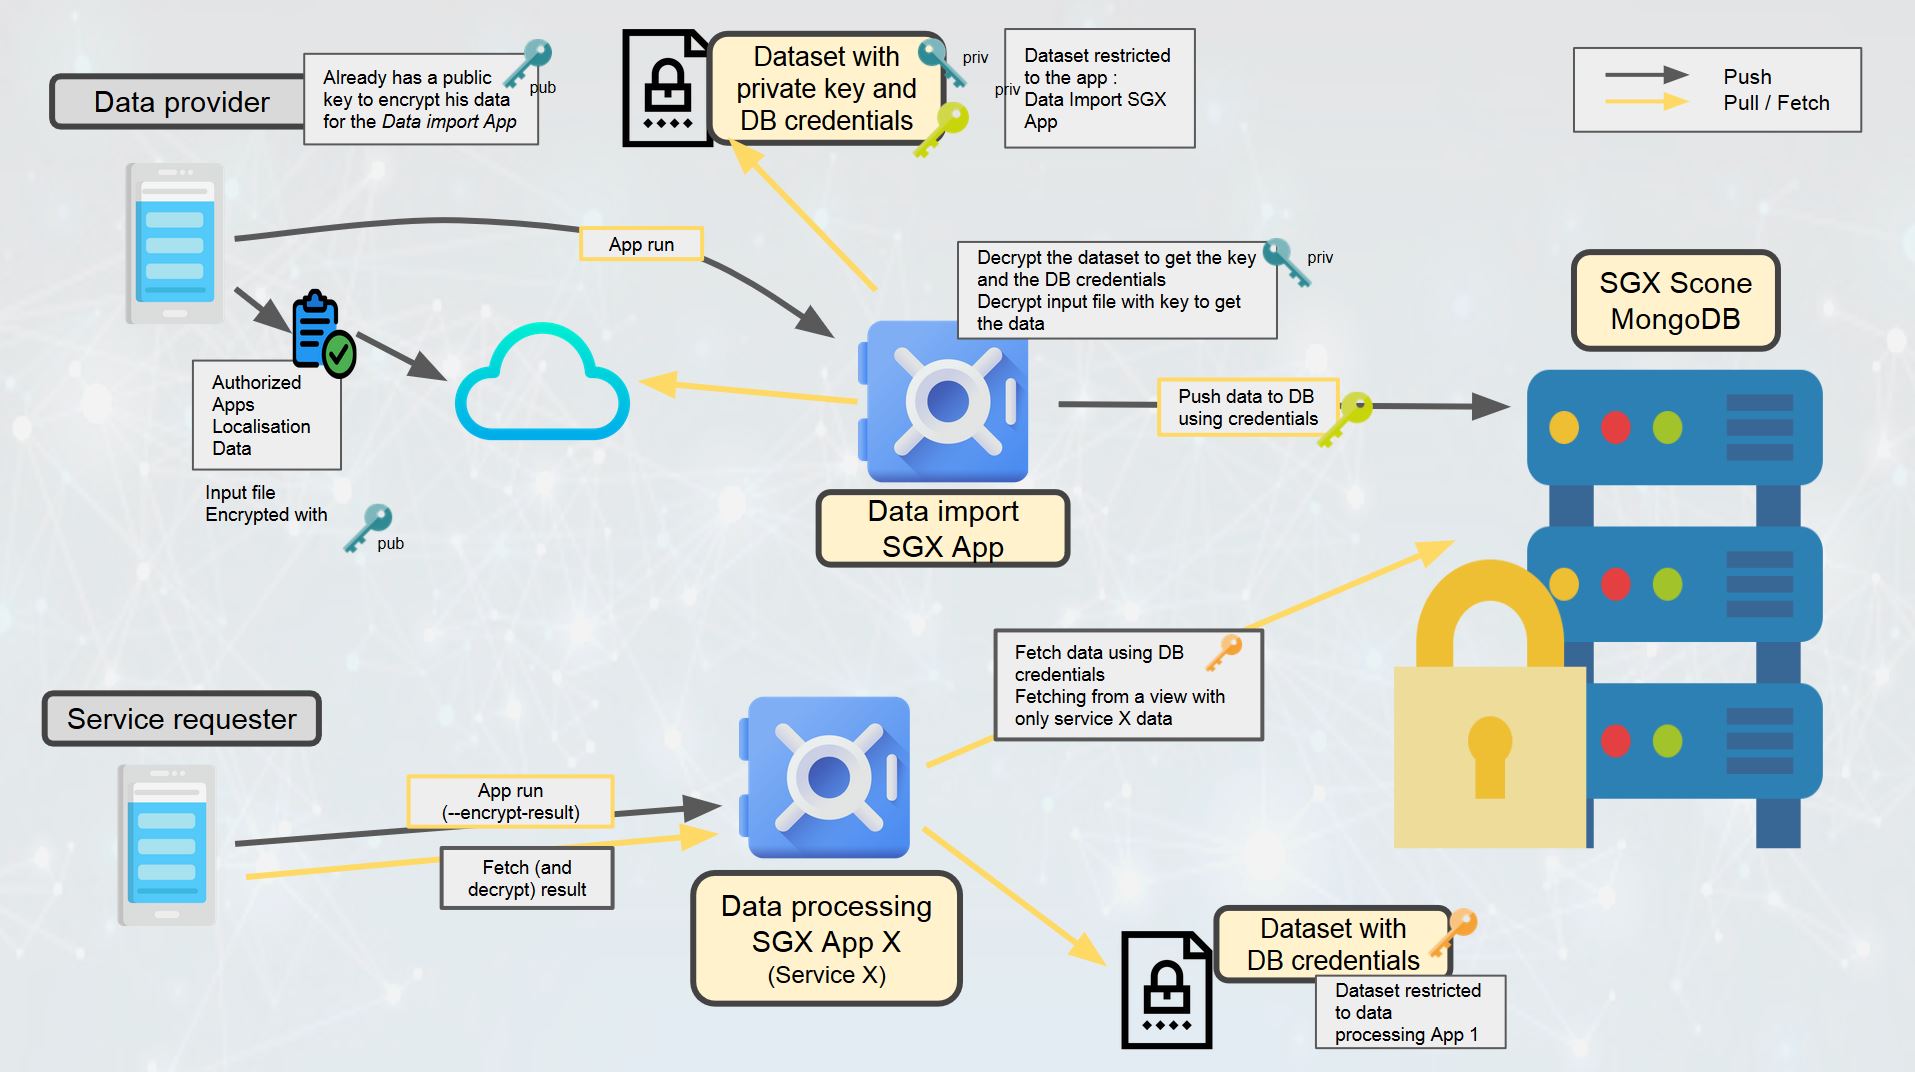 Data provider
Already has a public
key to encrypt his data
for the Data import App
pub
Dataset with
private key and
DB credentials
priv
priv
Dataset restricted
to the app :
Data Import SGX
App
Push
Pull / Fetch
App run
Decrypt the dataset to get the key
and the DB credentials
Decrypt input file with key to get
the data
priv
SGX Scone
MongoDB
Authorized
Apps
Localisation
Data
Input file
Encrypted with
pub
Push data to DB
using credentials
Data import
SGX App
Fetch data using DB
credentials
Fetching from a view with
only service X data
Service requester
App run
(--encrypt-result)
Fetch (and
decrypt) result
Data processing
SGX App X
(Service X)
Dataset with
DB credentials
Dataset restricted
to data
processing App 1